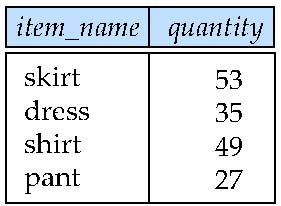 item_name quantity
skirt 53
dress 35
shirt 49
pant 27